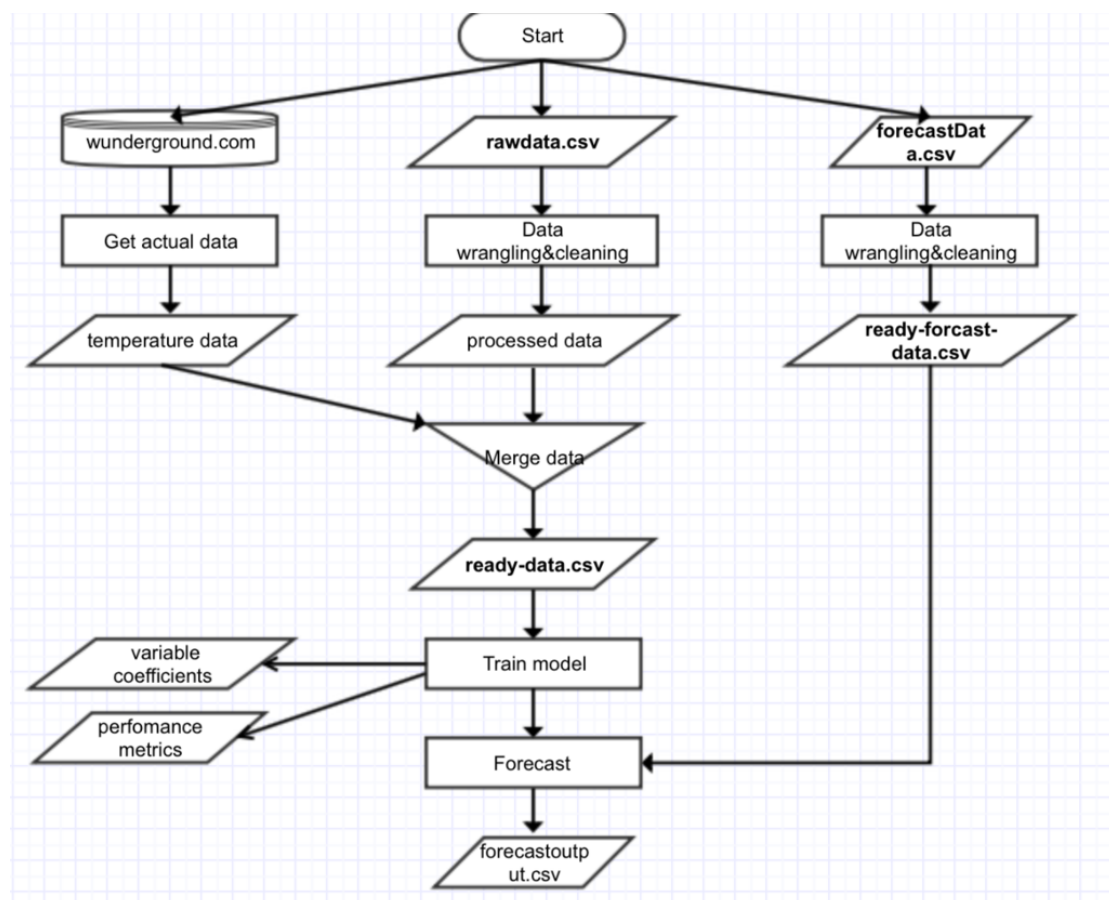 Start
wunderground.com
rawdata.csv
forecastDat
a.csv
Get actual data
Data
wrangling&cleaning
Data
wrangling&cleaning
temperature data
processed data
ready-forcast-
data.csv
Merge data
ready-data.csv
variable
coefficients
Train model
perfomance
metrics
Forecast
forecastoutp
ut.csv